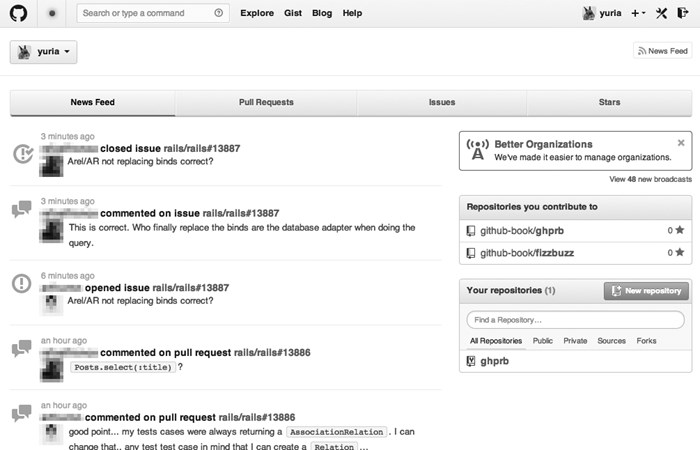 Search or type a command
Explore Gist Blog Help
yuria
yuria
News Feed
News Feed Pull Requests Issues Stars
3 minutes ago
closed issue rails/rails#13887
Arel/AR not replacing binds correct?
3 minutes ago
commented on issue rails/rails#13887
This is correct. Who finally replace the binds are the database adapter when doing the
query.
6 minutes ago
opened issue rails/rails#13887
Arel/AR not replacing binds correct?
an hour ago
commented on pull request rails/rails#13886
Posts.select(:title) ?
an hour ago
commented on pull request rails/rails#13886
good point... my tests cases were always returning a AssociationRelation . I can
change that.. any test test case in mind that I can create a Relation ...
Better Organizations
We've made it easier to manage organizations.
View 48 new broadcasts
Repositories you contribute to
github-book/ghprb 0
github-book/fizzbuzz 0
Your repositories (1) New repository
Find a Repository...
All Repositories Public Private Sources Forks
ghprb